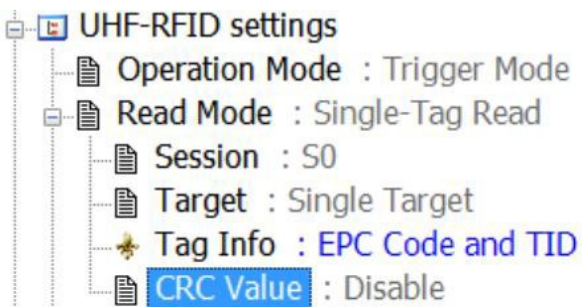 UHF-RFID settings
Operation Mode : Trigger Mode
Read Mode : Single-Tag Read
Session : S0
Target : Single Target
Tag Info : EPC Code and TID
CRC Value : Disable